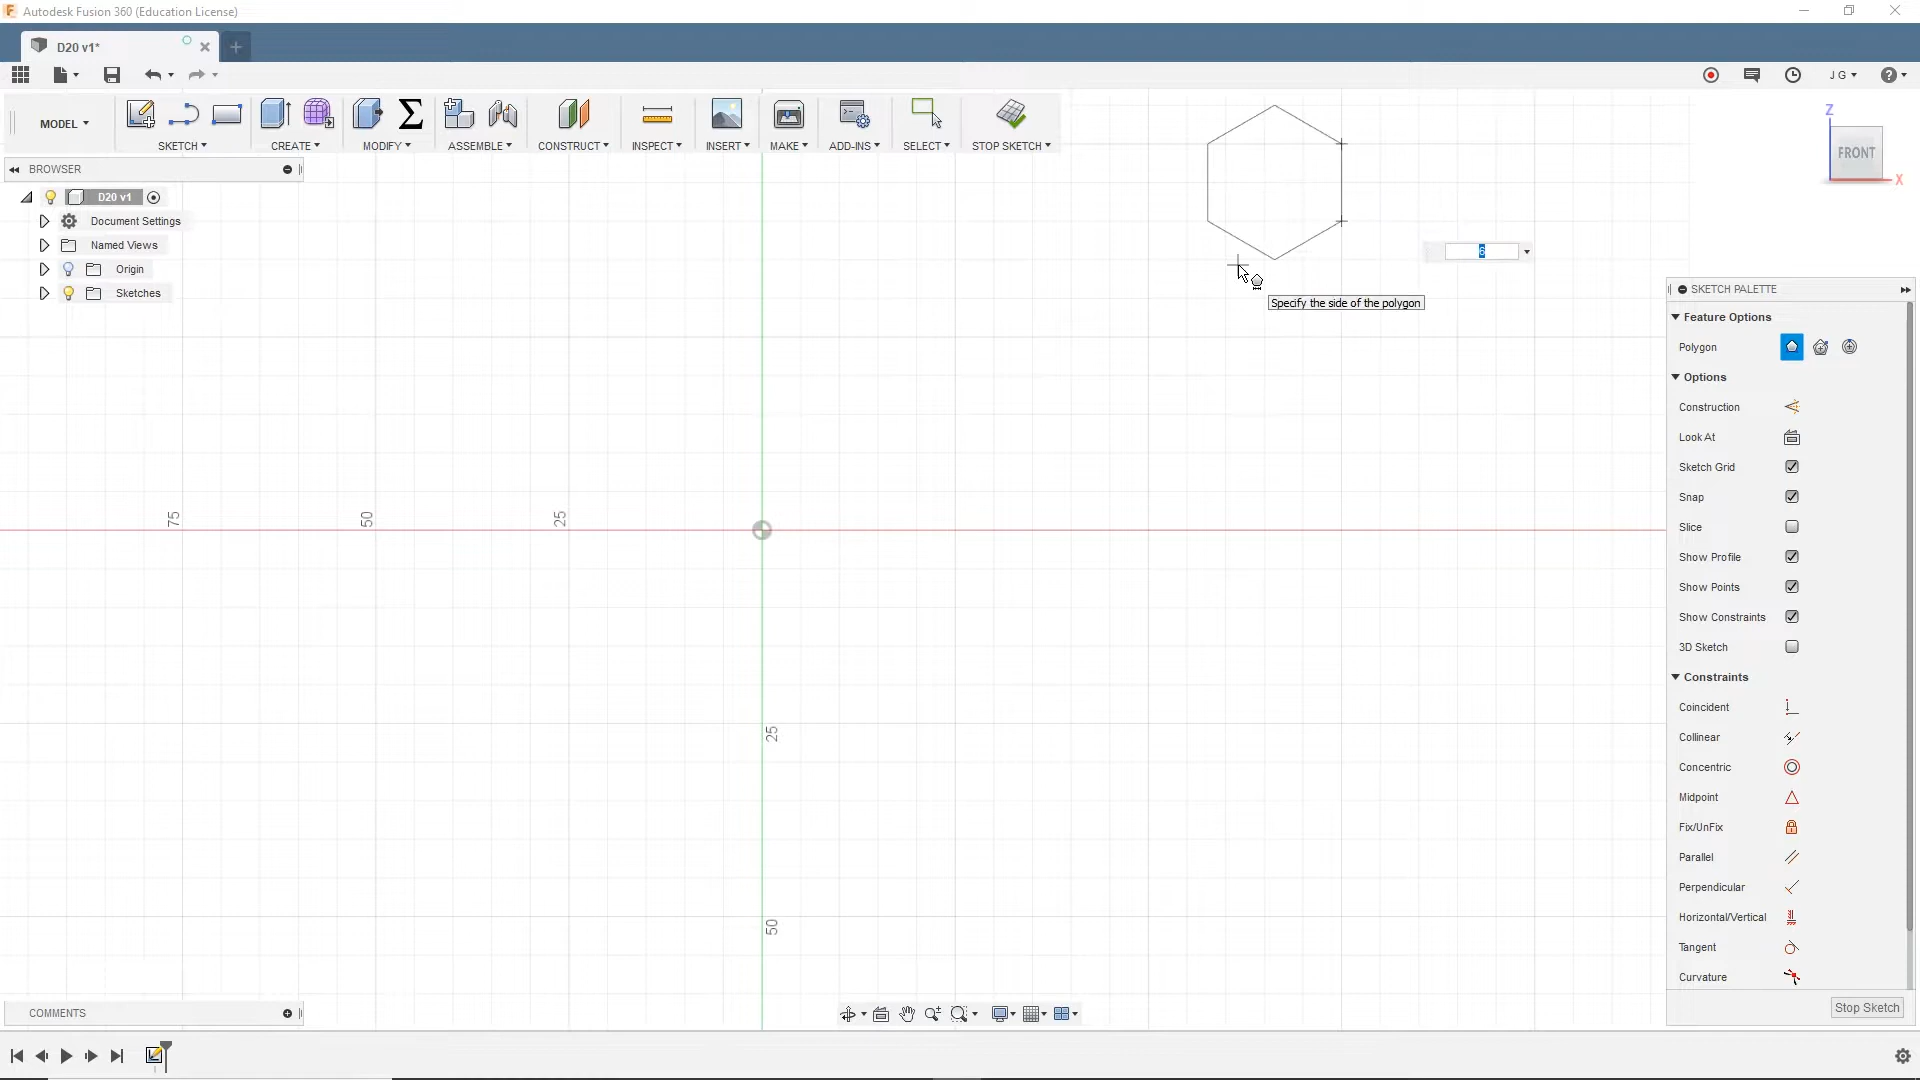 Autodesk Fusion 360 (Education License)
D20 v1*
J G
MODEL
SKETCH
CREATE
MODIFY
ASSEMBLE
CONSTRUCT
INSPECT
INSERT
MAKE
ADD-INS
SELECT
STOP SKETCH
Z
FRONT
X
BROWSER
D20 v1
Document Settings
Named Views
Origin
Sketches
6
Specify the side of the polygon
SKETCH PALETTE
Feature Options
Polygon
Options
Construction
Look At
Sketch Grid
Snap
Slice
Show Profile
Show Points
Show Constraints
3D Sketch
Constraints
Coincident
Collinear
Concentric
Midpoint
Fix/UnFix
Parallel
Perpendicular
Horizontal/Vertical
Tangent
Curvature
Stop Sketch
75
50
25
25
50
COMMENTS